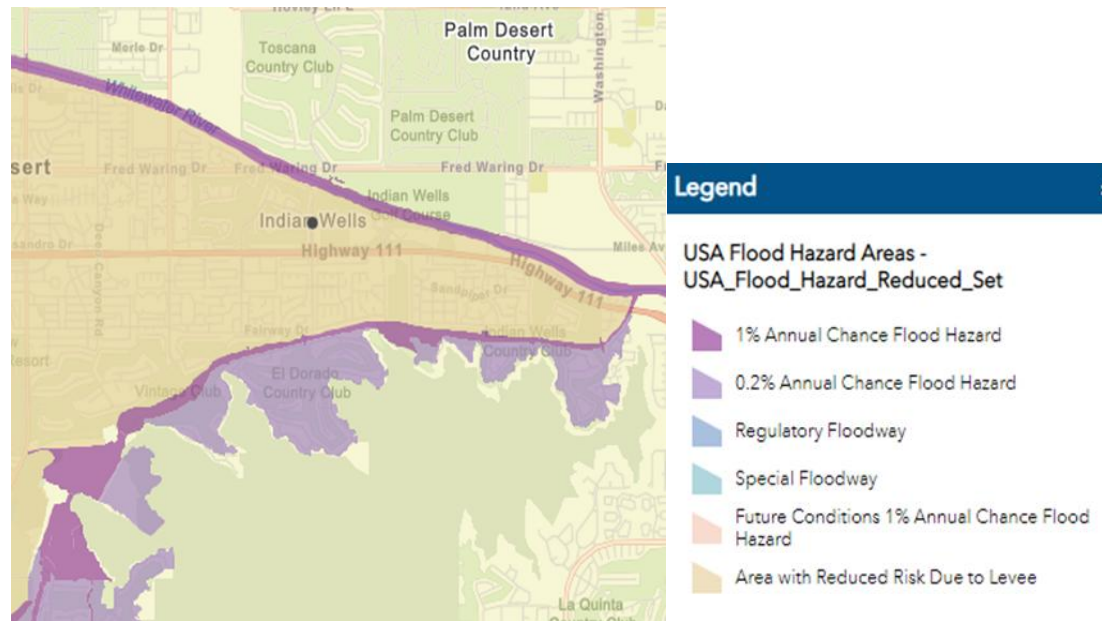 Palm Desert
Country
Merle Dr
Toscana
Country Club
Washington
Whitewater River
Palm Desert
Country Club
sert
Fred Waring Dr
Fred Waring Dr
Fred Waring Dr
Indian Wells
Golf Course
Indian Wells
Highway 111
Miles Av
Deep Canyon Rd
Highway 111
Sandpiper Dr
Fairway Dr
Indian Wells
Country Club
Resort
El Dorado
Country Club
Vintage Club
La Quinta
Country Club
Legend
USA Flood Hazard Areas -
USA_Flood_Hazard_Reduced_Set
1% Annual Chance Flood Hazard
0.2% Annual Chance Flood Hazard
Regulatory Floodway
Special Floodway
Future Conditions 1% Annual Chance Flood
Hazard
Area with Reduced Risk Due to Levee